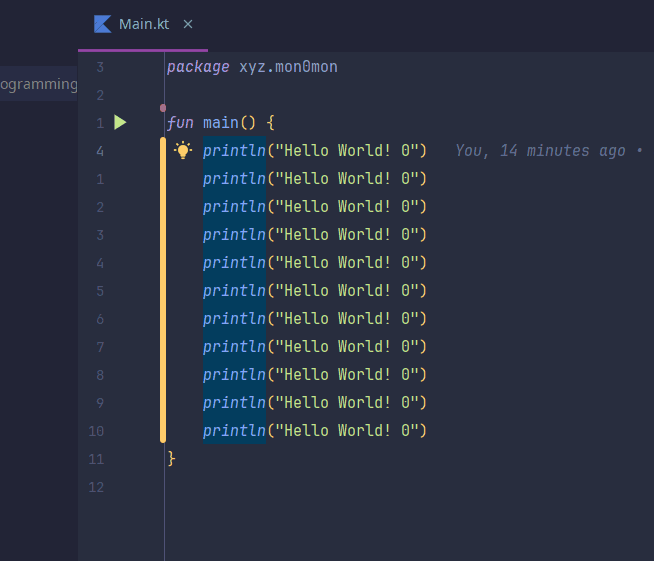 Main.kt ×
ogramming
3 package xyz.mon0mon
2
1 fun main() {
4 println("Hello World! 0") You, 14 minutes ago •
1 println("Hello World! 0")
2 println("Hello World! 0")
3 println("Hello World! 0")
4 println("Hello World! 0")
5 println("Hello World! 0")
6 println("Hello World! 0")
7 println("Hello World! 0")
8 println("Hello World! 0")
9 println("Hello World! 0")
10 println("Hello World! 0")
11 }
12